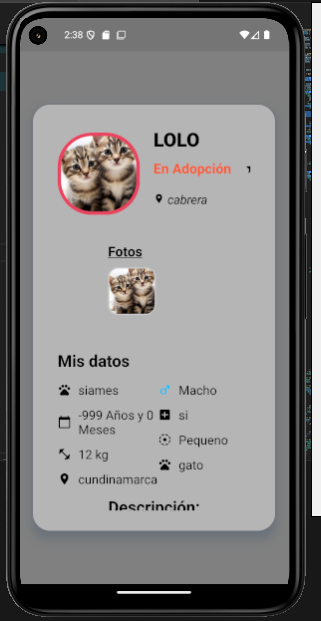 2:38
LOLO
En Adopción
cabrera
Fotos
Mis datos
siames
Macho
-999 Años y 0
Meses
si
Pequeno
12 kg
gato
cundinamarca
Descripción: